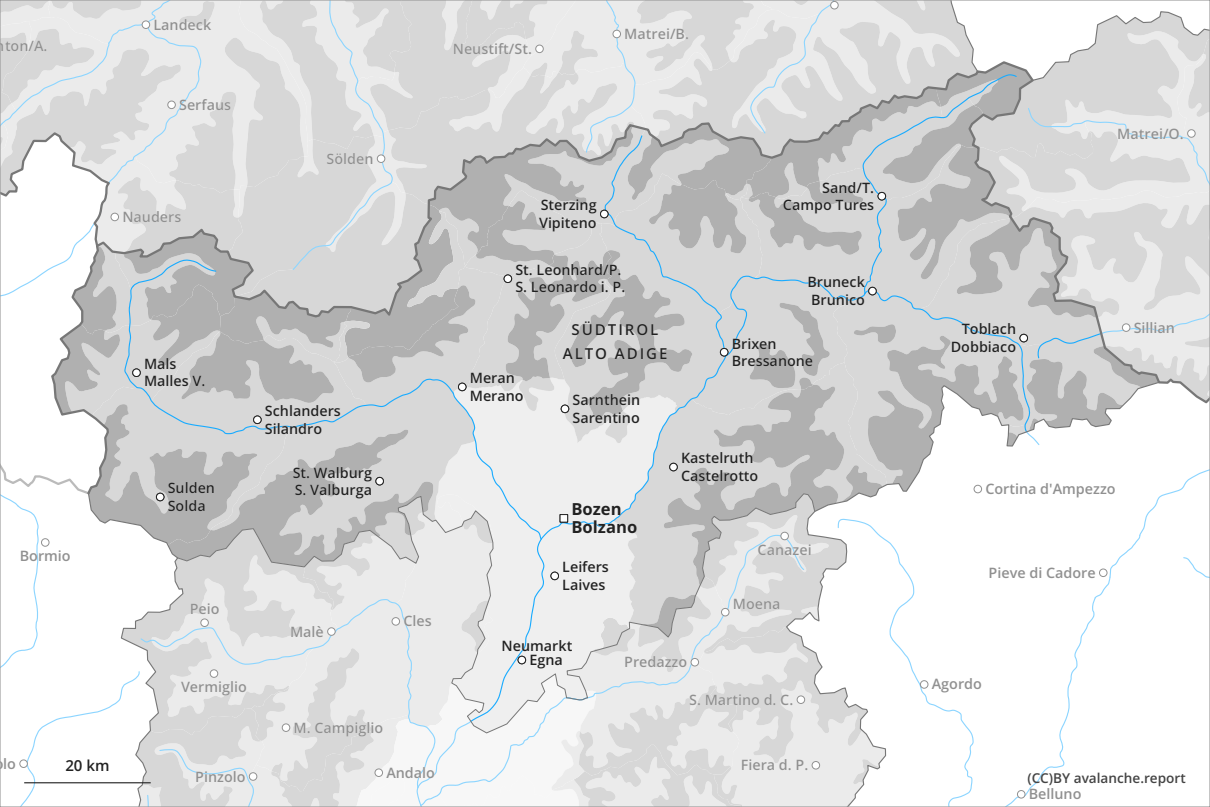 Landeck
nton/A.
Neustift/St.
Matrei/B.
Serfaus
Matrei/O.
Sölden
Nauders
Sand/T.
Campo Tures
Sterzing
Vipiteno
St. Leonhard/P.
S. Leonardo i. P.
Bruneck
Brunico
SÜDTIROL
ALTO ADIGE
Toblach
Dobbiaco
Sillian
Brixen
Bressanone
Mals
Malles V.
Meran
Merano
Sarnthein
Sarentino
Schlanders
Silandro
Kastelruth
Castelrotto
St. Walburg
S. Valburga
Sulden
Solda
Cortina d'Ampezzo
Bozen
Bolzano
Bormio
Canazei
Leifers
Laives
Pieve di Cadore
Peio
Moena
Malè
Cles
Neumarkt
Egna
Predazzo
Vermiglio
Agordo
S. Martino d. C.
M. Campiglio
Fiera d. P.
olo
20 km
Pinzolo
Andalo
(CC)BY avalanche.report
Belluno